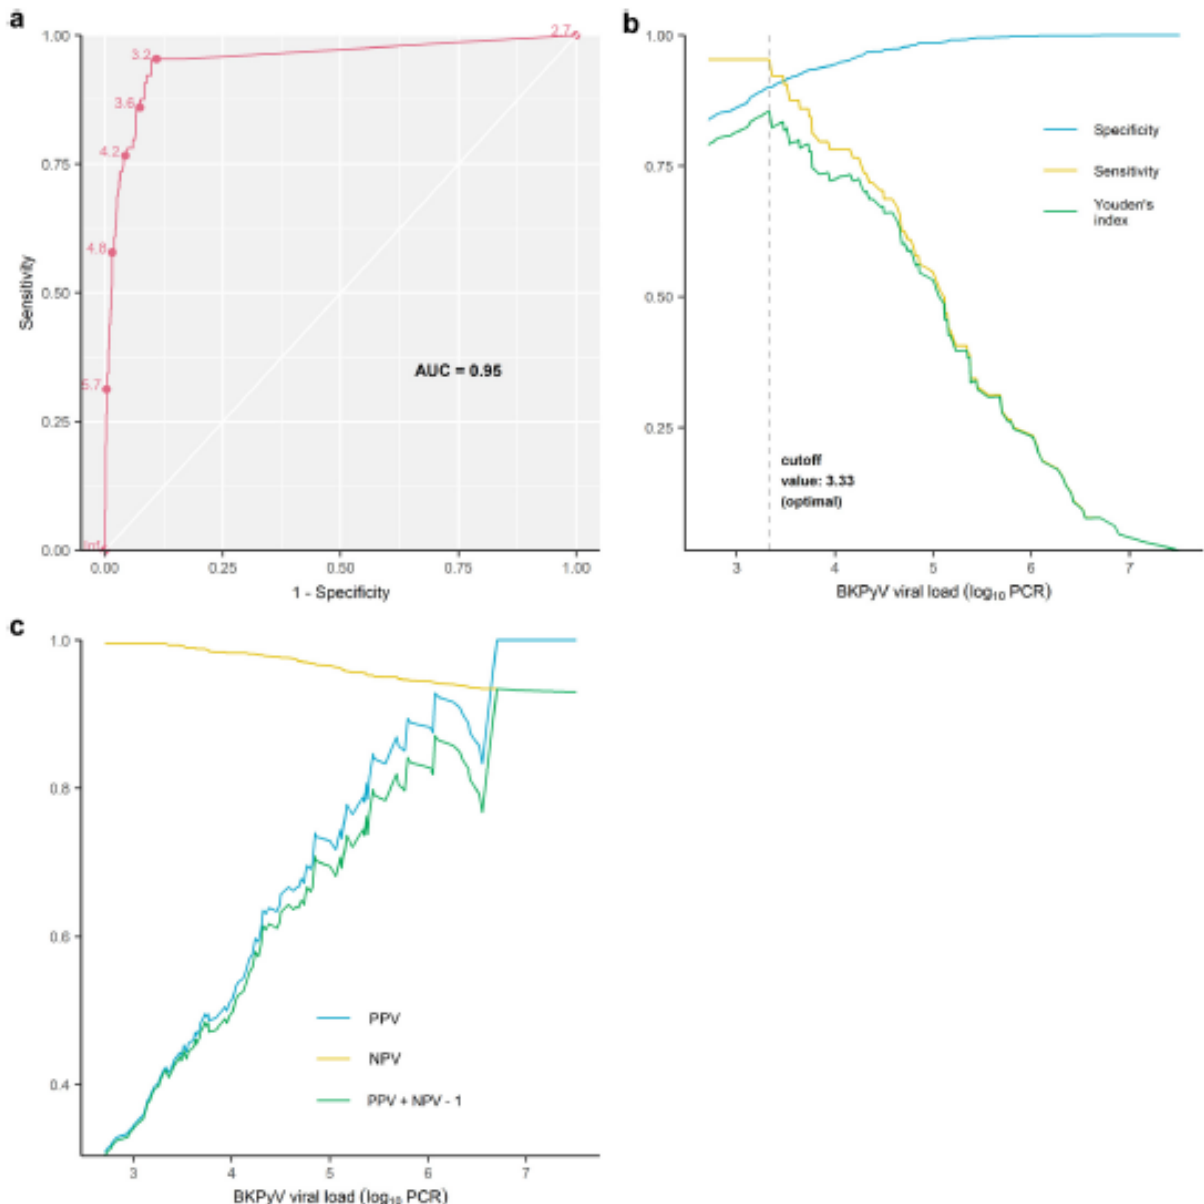 a
1.00
0.75
0.50
0.25
0.00
Sensitivity
2.7
3.2
3.6
4.2
4.8
5.7
Inf
AUC = 0.95
0.00 0.25 0.50 0.75 1.00
1 - Specificity
b
1.00
0.75
0.50
0.25
Specificity
Sensitivity
Youden's
index
cutoff
value: 3.33
(optimal)
3 4 5 6 7
BKPyV viral load (log₁₀ PCR)
c
1.0
0.8
0.6
0.4
PPV
NPV
PPV + NPV - 1
3 4 5 6 7
BKPyV viral load (log₁₀ PCR)